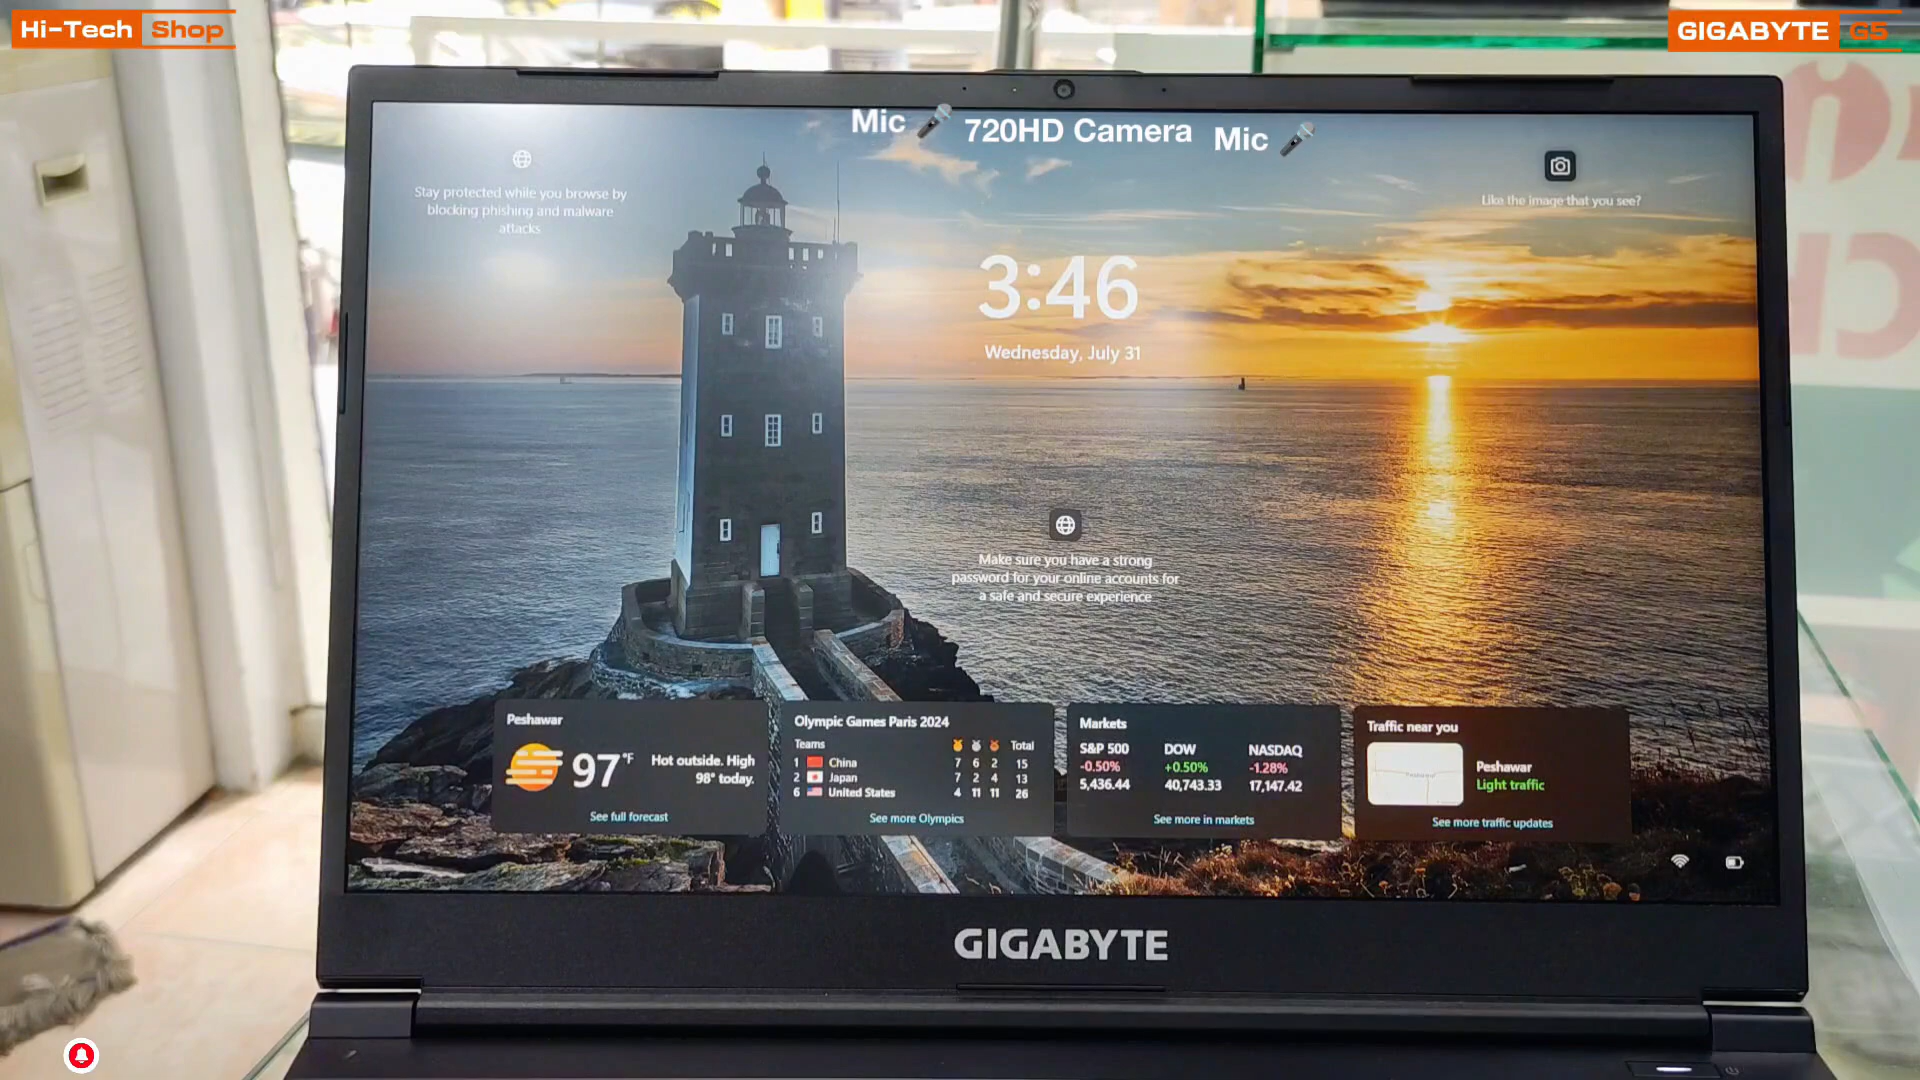 Hi-Tech Shop
GIGABYTE G5
Mic
720HD Camera
Mic
Stay protected while you browse by
blocking phishing and malware
attacks
Like the image that you see?
3:46
Wednesday, July 31
Make sure you have a strong
password for your online accounts for
a safe and secure experience
Peshawar
97°F
Hot outside. High
98° today.
See full forecast
Olympic Games Paris 2024
Teams Total
1 China 7 6 2 15
2 Japan 7 2 4 13
6 United States 4 11 11 26
See more Olympics
Markets
S&P 500 DOW NASDAQ
-0.50% +0.50% -1.28%
5,436.44 40,743.33 17,147.42
See more in markets
Traffic near you
Peshawar
Light traffic
See more traffic updates
GIGABYTE